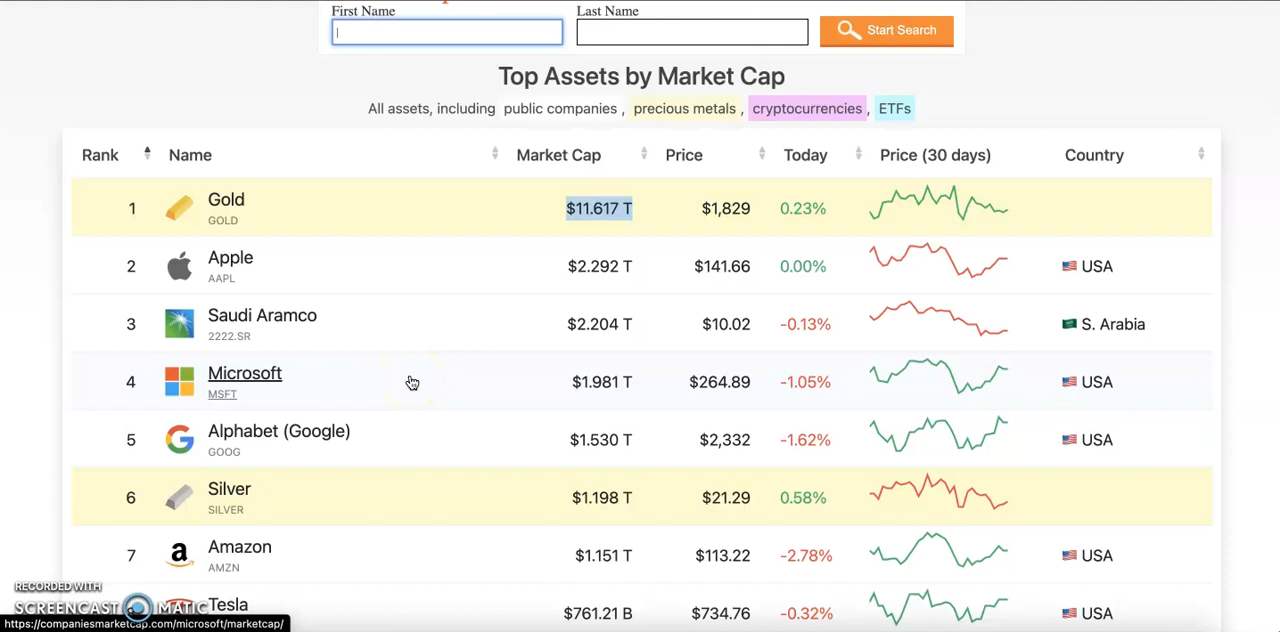 First Name Last Name
Start Search
Top Assets by Market Cap
All assets, including public companies , precious metals , cryptocurrencies , ETFs
Rank Name Market Cap Price Today Price (30 days) Country
1 Gold $11.617 T $1,829 0.23%
GOLD
2 Apple $2.292 T $141.66 0.00% USA
AAPL
3 Saudi Aramco $2.204 T $10.02 -0.13% S. Arabia
2222.SR
4 Microsoft $1.981 T $264.89 -1.05% USA
MSFT
5 Alphabet (Google) $1.530 T $2,332 -1.62% USA
GOOG
6 Silver $1.198 T $21.29 0.58%
SILVER
7 Amazon $1.151 T $113.22 -2.78% USA
AMZN
Tesla $761.21 B $734.76 -0.32% USA
RECORDED WITH
SCREENCAST MATIC
https://companiesmarketcap.com/microsoft/marketcap/